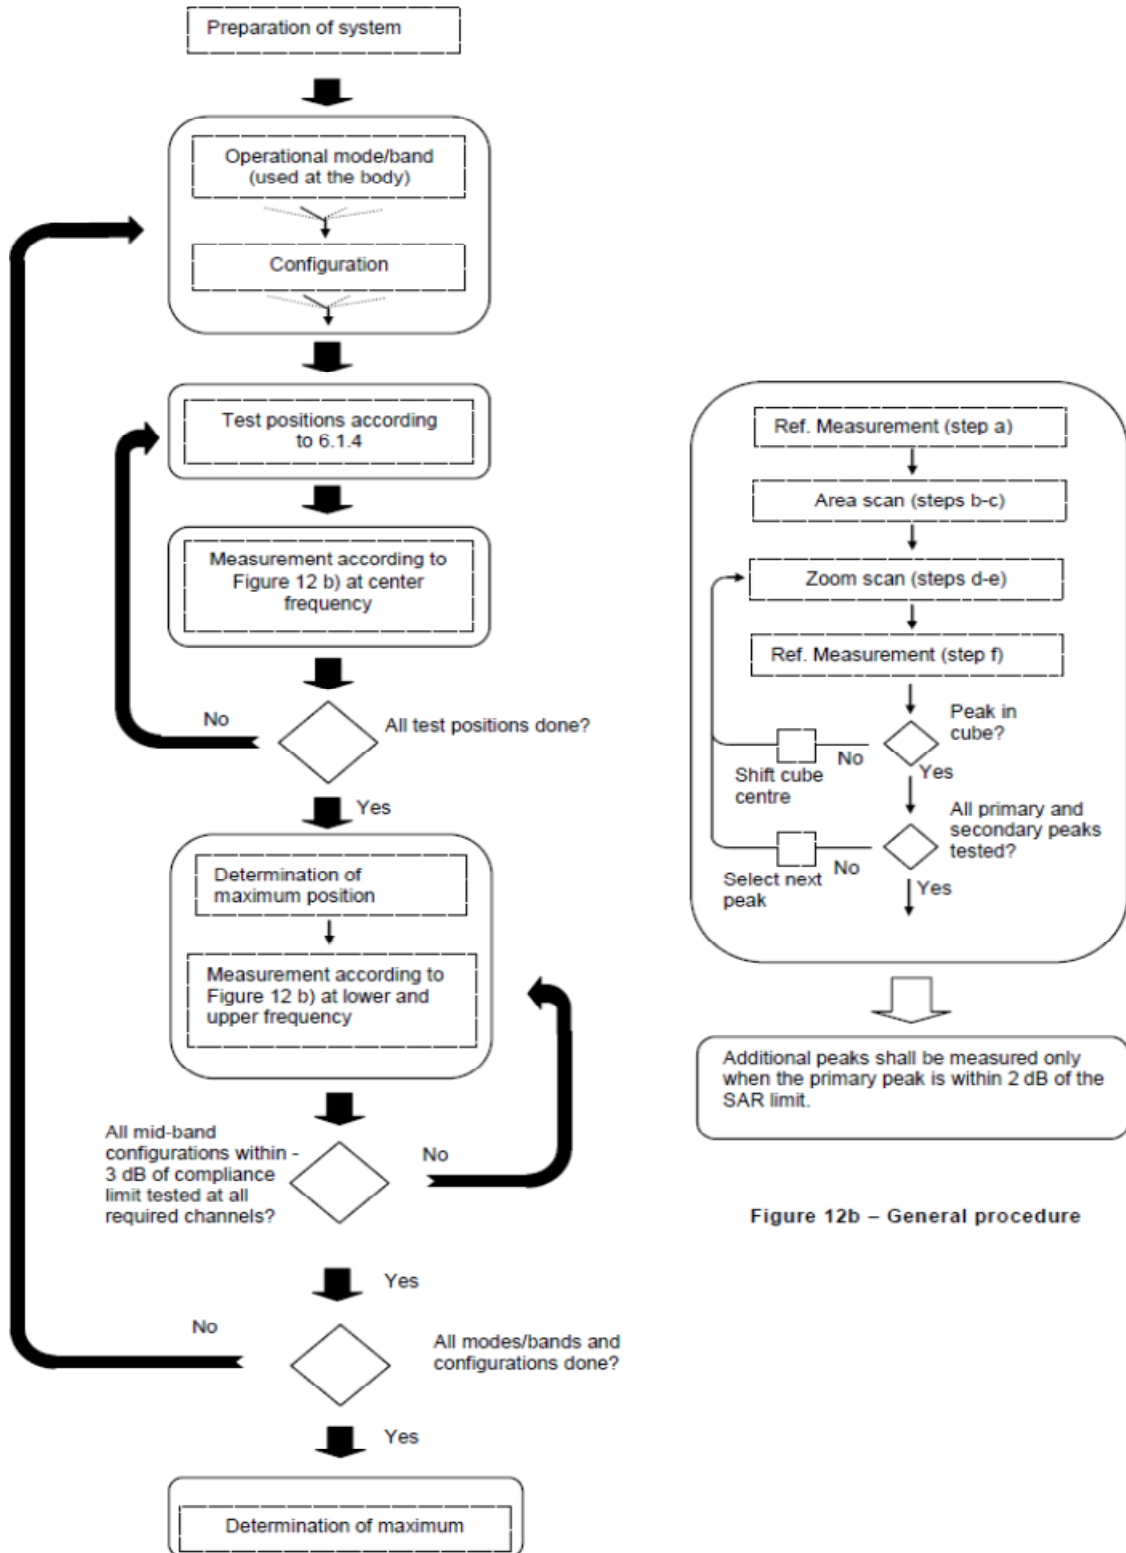 Preparation of system
Operational mode/band
(used at the body)
Configuration
Test positions according
to 6.1.4
Measurement according to
Figure 12 b) at center
frequency
No
All test positions done?
Yes
Determination of
maximum position
Measurement according to
Figure 12 b) at lower and
upper frequency
All mid-band
configurations within -
3 dB of compliance
limit tested at all
required channels?
No
Yes
No
All modes/bands and
configurations done?
Yes
Determination of maximum
Ref. Measurement (step a)
Area scan (steps b-c)
Zoom scan (steps d-e)
Ref. Measurement (step f)
Peak in
cube?
No
Yes
Shift cube
centre
All primary and
secondary peaks
tested?
No
Yes
Select next
peak
Additional peaks shall be measured only
when the primary peak is within 2 dB of the
SAR limit.
Figure 12b – General procedure